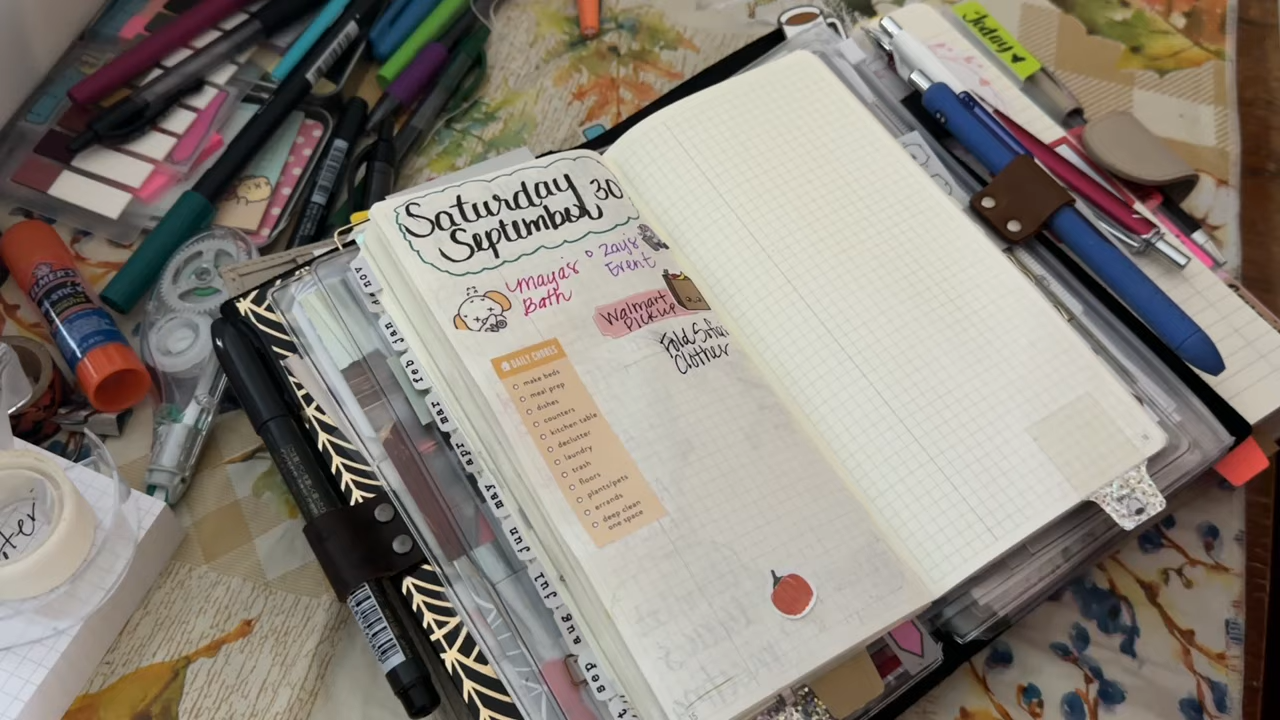 Today
Saturday 30
September
Maya's
Bath
Zay's
Event
Walmart
Pickup
Fold
Clothes
DAILY CHORES
make beds
meal prep
dishes
counters
kitchen table
declutter
laundry
trash
floors
plants/pets
errands
deep clean
one space
nov
jan
feb
mar
apr
may
jun
jul
aug
sep
ELMER'S